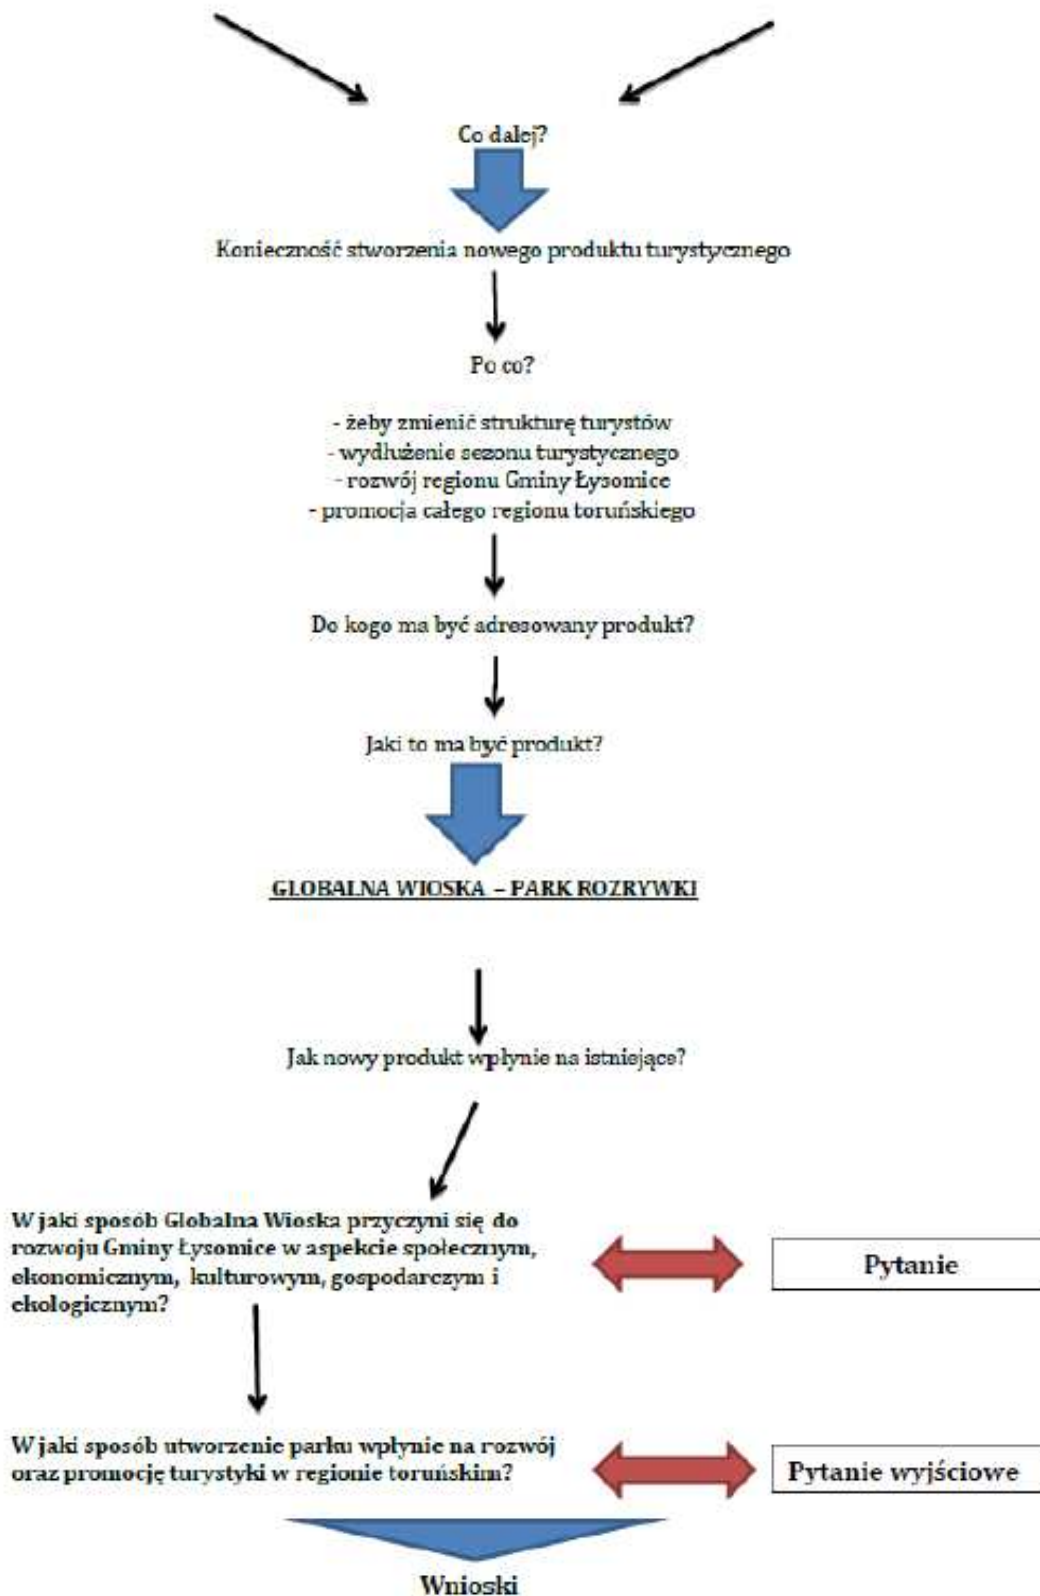 Co dalej?
Konieczność stworzenia nowego produktu turystycznego
Po co?
- żeby zmienić strukturę turystów
- wydłużenie sezonu turystycznego
- rozwój regionu Gminy Łysomice
- promocja całego regionu toruńskiego
Do kogo ma być adresowany produkt?
Jaki to ma być produkt?
GLOBALNA WIOSKA – PARK ROZRYWKI
Jak nowy produkt wpłynie na istniejące?
W jaki sposób Globalna Wioska przyczyni się do
rozwoju Gminy Łysomice w aspekcie społecznym,
ekonomicznym, kulturowym, gospodarczym i
ekologicznym?
Pytanie
W jaki sposób utworzenie parku wpłynie na rozwój
oraz promocję turystyki w regionie toruńskim?
Pytanie wyjściowe
Wnioski